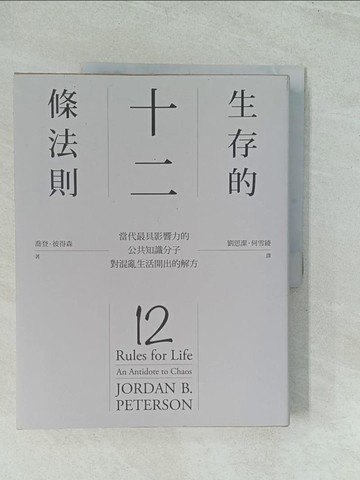 生存的
十二
條法則
喬登·彼得森
著
當代最具影響力的
公共知識分子
對混亂生活開出的解方
劉思潔、何雪綾
譯
12
Rules for Life
An Antidote to Chaos
JORDAN B.
PETERSON